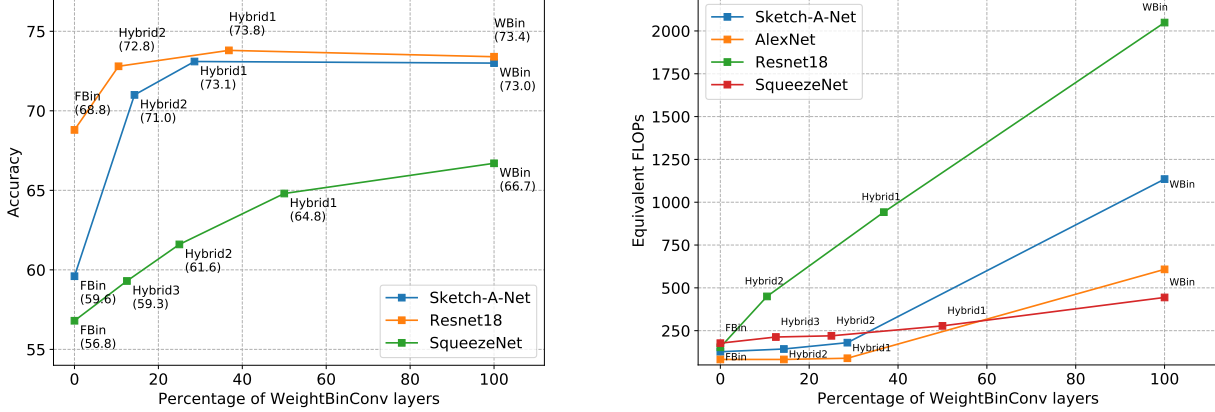 75
70
65
60
55
0
20
40
60
80
100
Accuracy
Percentage of WeightBinConv layers
FBin
(68.8)
Hybrid2
(72.8)
Hybrid1
(73.8)
WBin
(73.4)
FBin
(59.6)
Hybrid2
(71.0)
Hybrid1
(73.1)
WBin
(73.0)
FBin
(56.8)
Hybrid3
(59.3)
Hybrid2
(61.6)
Hybrid1
(64.8)
WBin
(66.7)
Sketch-A-Net
Resnet18
SqueezeNet
2000
1750
1500
1250
1000
750
500
250
0
20
40
60
80
100
Equivalent FLOPs
Percentage of WeightBinConv layers
Sketch-A-Net
AlexNet
Resnet18
SqueezeNet
WBin
Hybrid1
Hybrid2
WBin
WBin
FBin
Hybrid3
Hybrid2
Hybrid1
FBin
Hybrid2
Hybrid1